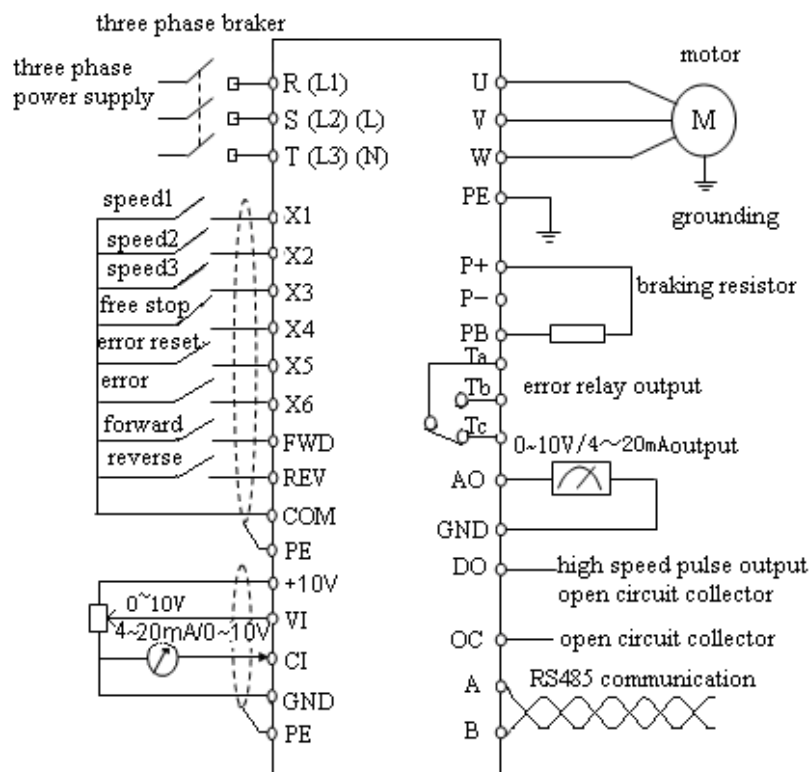 three phase braker
three phase
power supply
R (L1)
S (L2) (L)
T (L3) (N)
speed1
X1
speed2
X2
speed3
X3
free stop
X4
error reset
X5
error
X6
forward
FWD
reverse
REV
COM
PE
+10V
0~10V
VI
4~20mA/0~10V
CI
GND
PE
U
motor
V
M
W
PE
grounding
P+
braking resistor
P-
PB
Ta
Tb
error relay output
Tc
0~10V/4~20mAoutput
AO
GND
DO
high speed pulse output
open circuit collector
OC
open circuit collector
A
RS485 communication
B